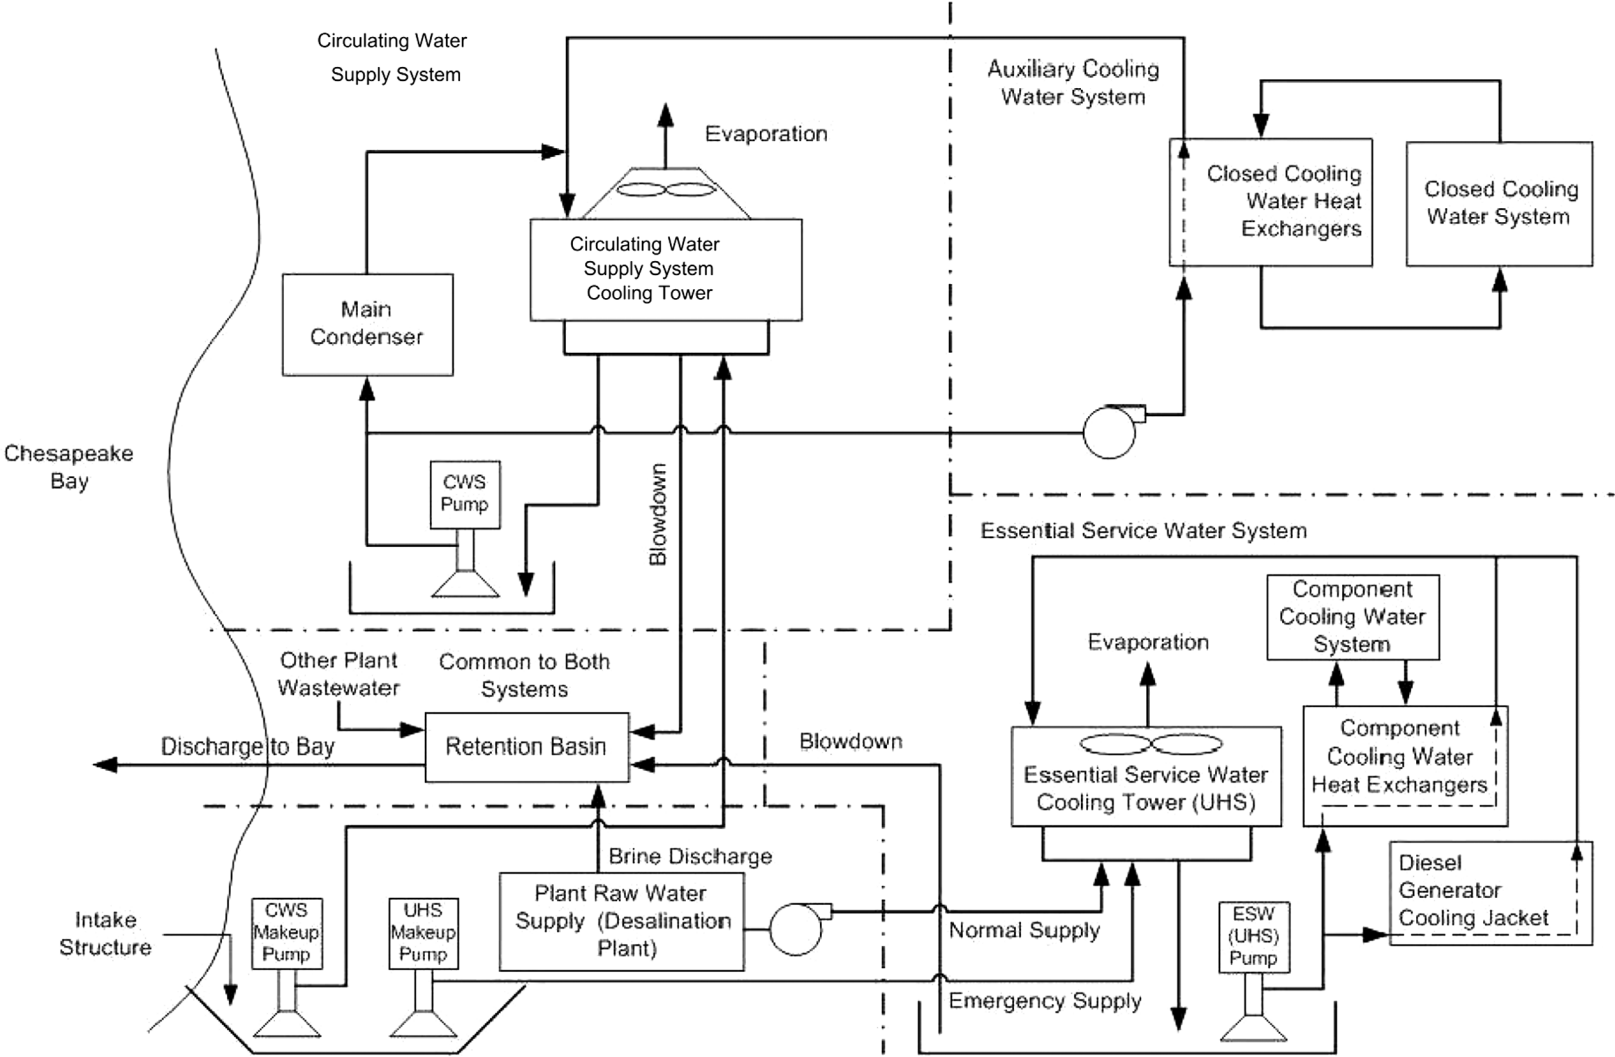 Circulating Water
Supply System
Auxiliary Cooling
Water System
Evaporation
Closed Cooling
Water Heat
Exchangers
Closed Cooling
Water System
Circulating Water
Supply System
Cooling Tower
Main
Condenser
Chesapeake
Bay
CWS
Pump
Blowdown
Essential Service Water System
Component
Cooling Water
System
Evaporation
Other Plant
Wastewater
Common to Both
Systems
Discharge to Bay
Retention Basin
Blowdown
Essential Service Water
Cooling Tower (UHS)
Component
Cooling Water
Heat Exchangers
Brine Discharge
Diesel
Generator
Cooling Jacket
Intake
Structure
CWS
Makeup
Pump
UHS
Makeup
Pump
Plant Raw Water
Supply (Desalination
Plant)
Normal Supply
ESW
(UHS)
Pump
Emergency Supply